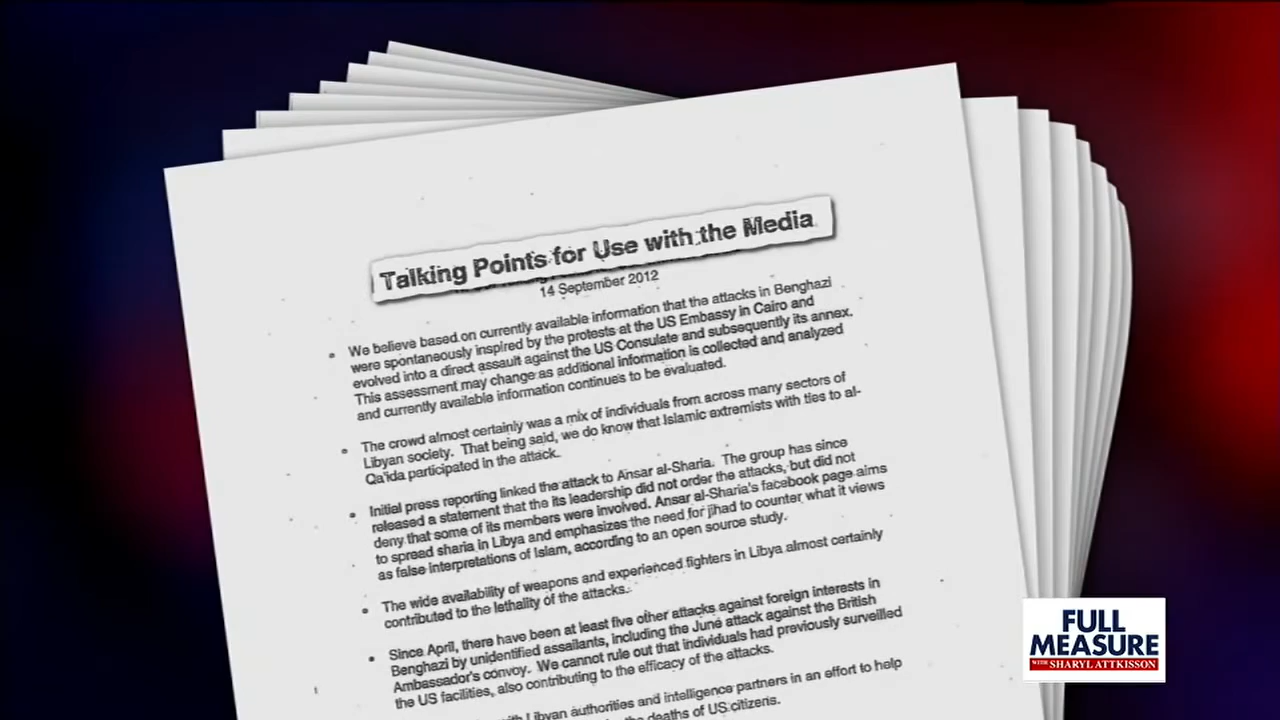 Talking Points for Use with the Media
14 September 2012
• We believe based on currently available information that the attacks in Benghazi
were spontaneously inspired by the protests at the US Embassy in Cairo and
evolved into a direct assault against the US Consulate and subsequently its annex.
This assessment may change as additional information is collected and analyzed
and currently available information continues to be evaluated.
• The crowd almost certainly was a mix of individuals from across many sectors of
Libyan society. That being said, we do know that Islamic extremists with ties to al-
Qa'ida participated in the attack.
• Initial press reporting linked the attack to Ansar al-Sharia. The group has since
released a statement that the its leadership did not order the attacks, but did not
deny that some of its members were involved. Ansar al-Sharia's facebook page aims
to spread sharia in Libya and emphasizes the need for jihad to counter what it views
as false interpretations of Islam, according to an open source study.
• The wide availability of weapons and experienced fighters in Libya almost certainly
contributed to the lethality of the attacks.
• Since April, there have been at least five other attacks against foreign interests in
Benghazi by unidentified assailants, including the June attack against the British
Ambassador's convoy. We cannot rule out that individuals had previously surveilled
the US facilities, also contributing to the efficacy of the attacks.
with Libyan authorities and intelligence partners in an effort to help
the deaths of US citizens.
FULL
MEASURE
WITH SHARYL ATTKISSON